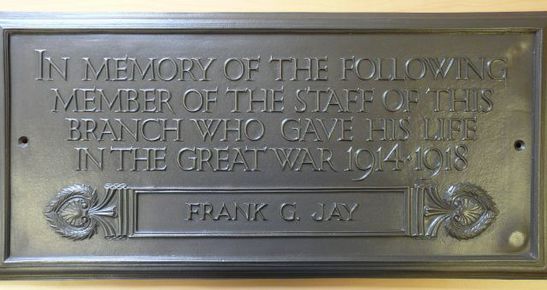 IN MEMORY OF THE FOLLOWING
MEMBER OF THE STAFF OF THIS
BRANCH WHO GAVE HIS LIFE
IN THE GREAT WAR 1914·1918
FRANK G. JAY